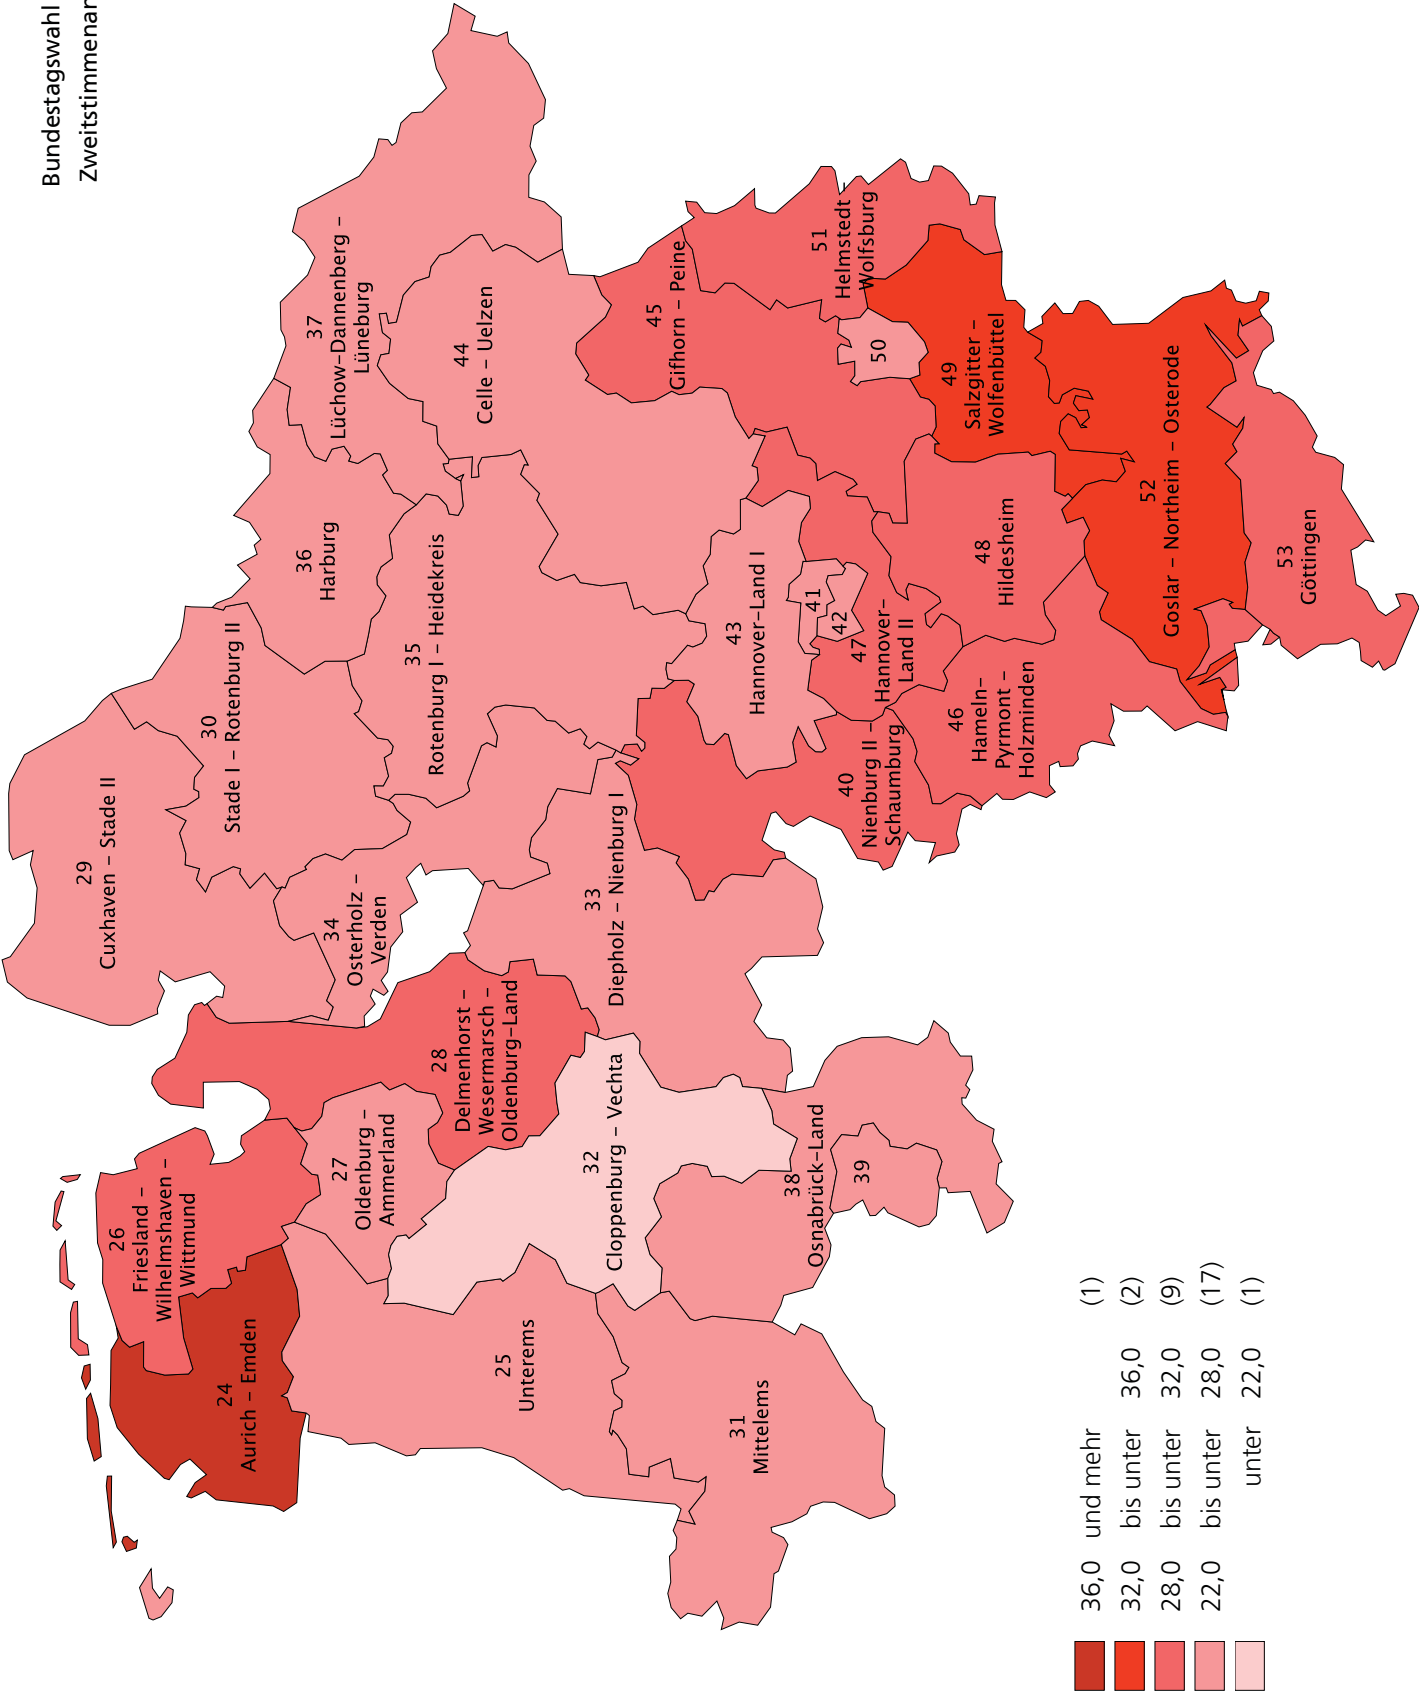 Bundestagswahl
24
Aurich – Emden
25
Unterems
26
Friesland –
Wilhelmshaven –
Wittmund
27
Oldenburg –
Ammerland
28
Delmenhorst –
Wesermarsch –
Oldenburg–Land
29
Cuxhaven – Stade II
30
Stade I – Rotenburg II
31
Mittelems
32
Cloppenburg – Vechta
33
Diepholz – Nienburg I
34
Osterholz –
Verden
35
Rotenburg I – Heidekreis
36
Harburg
37
Lüchow–Dannenberg –
Lüneburg
38
Osnabrück–Land
39
40
Nienburg II –
Schaumburg
41
42
43
Hannover–Land I
44
Celle – Uelzen
45
Gifhorn – Peine
46
Hameln–
Pyrmont –
Holzminden
47
Hannover–
Land II
48
Hildesheim
49
Salzgitter –
Wolfenbüttel
50
51
Helmstedt –
Wolfsburg
52
Goslar – Northeim – Osterode
53
Göttingen
36,0 und mehr (1)
32,0 bis unter 36,0 (2)
28,0 bis unter 32,0 (9)
22,0 bis unter 28,0 (17)
unter 22,0 (1)